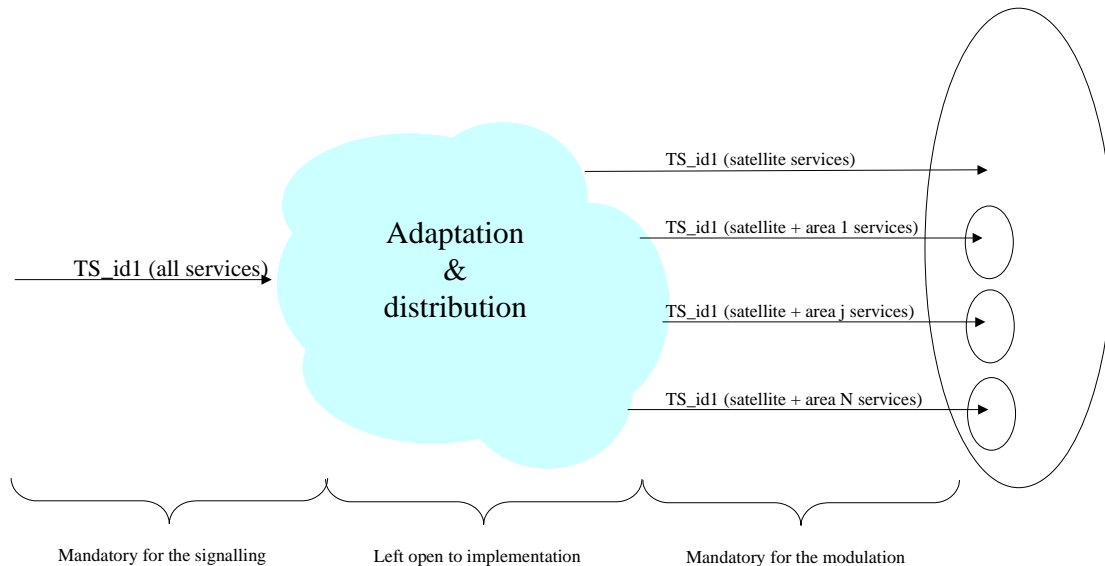 TS_id1 (satellite services)
TS_id1 (satellite + area 1 services)
Adaptation
&
distribution
TS_id1 (all services)
TS_id1 (satellite + area j services)
TS_id1 (satellite + area N services)
Mandatory for the signalling
Left open to implementation
Mandatory for the modulation